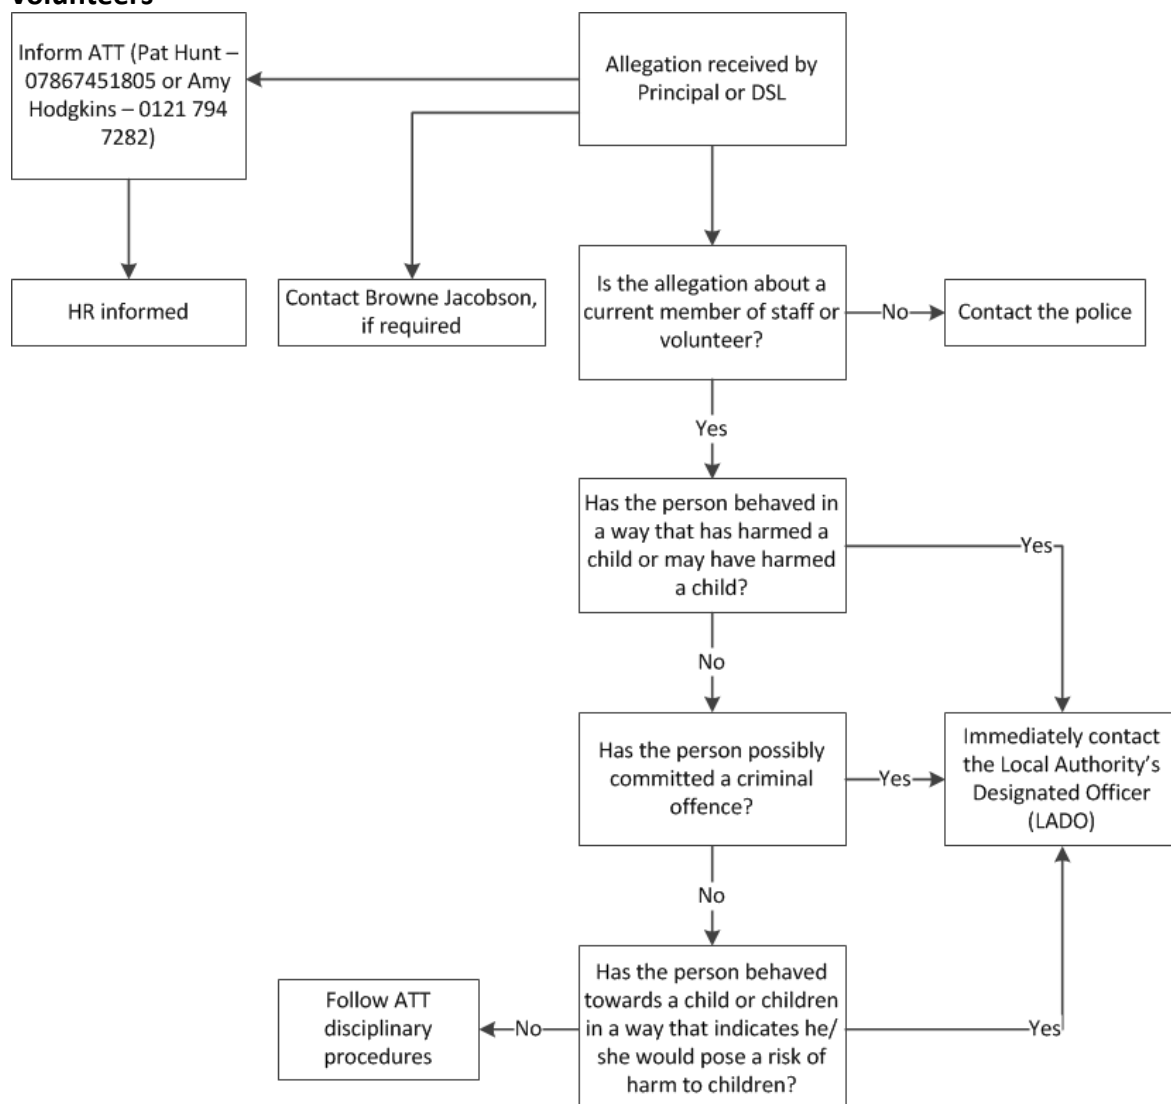 Volunteers
Inform ATT (Pat Hunt –
07867451805 or Amy
Hodgkins – 0121 794
7282)
Allegation received by
Principal or DSL
HR informed
Contact Browne Jacobson,
if required
Is the allegation about a
current member of staff or
volunteer?
No
Contact the police
Yes
Has the person behaved in
a way that has harmed a
child or may have harmed
a child?
Yes
No
Has the person possibly
committed a criminal
offence?
Yes
Immediately contact
the Local Authority’s
Designated Officer
(LADO)
No
Follow ATT
disciplinary
procedures
No
Has the person behaved
towards a child or children
in a way that indicates he/
she would pose a risk of
harm to children?
Yes